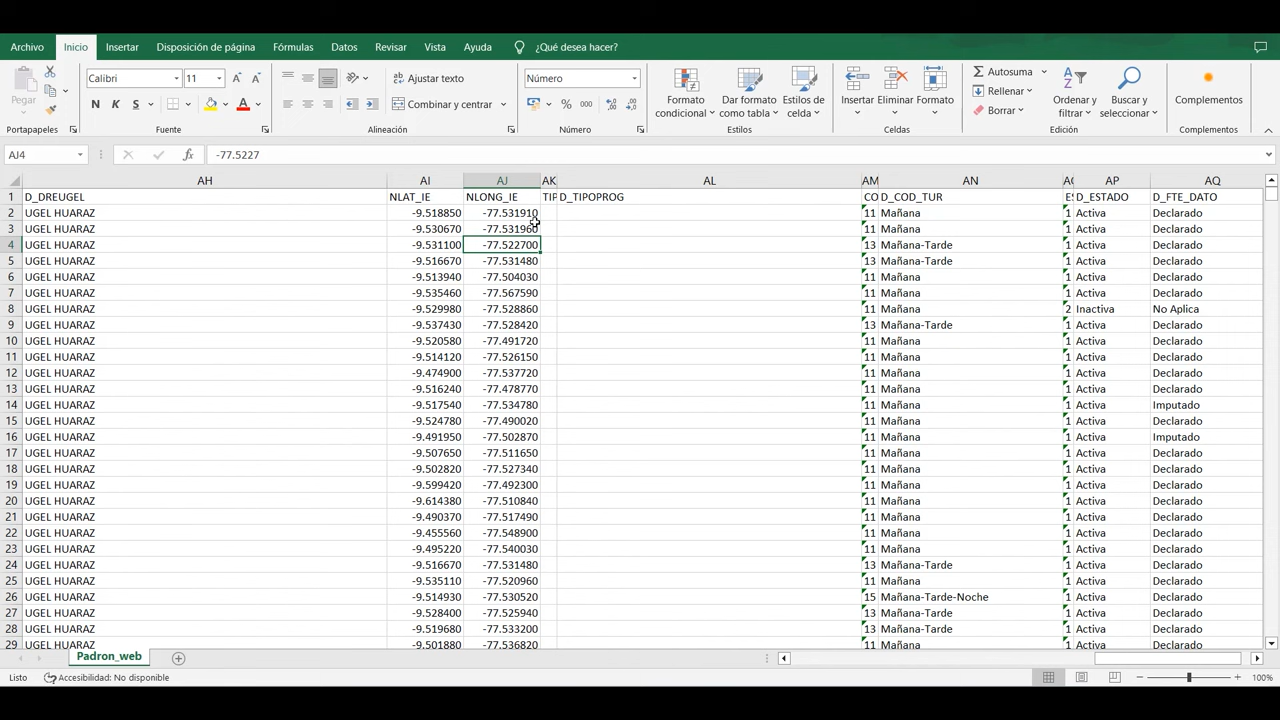 Archivo Inicio Insertar Disposición de página Fórmulas Datos Revisar Vista Ayuda ¿Qué desea hacer?
Pegar
Calibri 11
N K S
Ajustar texto
Combinar y centrar
Número
% 000
Formato condicional
Dar formato como tabla
Estilos de celda
Insertar Eliminar Formato
Autosuma
Rellenar
Borrar
Ordenar y filtrar
Buscar y seleccionar
Complementos
Portapapeles Fuente Alineación Número Estilos Celdas Edición Complementos
AJ4 fx -77.5227
AH AI AJ AK AL AM AN AP AQ
1 D_DREUGEL NLAT_IE NLONG_IE TIP D_TIPOPROG CO D_COD_TUR ES D_ESTADO D_FTE_DATO
2 UGEL HUARAZ -9.518850 -77.531910 11 Mañana 1 Activa Declarado
3 UGEL HUARAZ -9.530670 -77.531960 11 Mañana 1 Activa Declarado
4 UGEL HUARAZ -9.531100 -77.522700 13 Mañana-Tarde 1 Activa Declarado
5 UGEL HUARAZ -9.516670 -77.531480 13 Mañana-Tarde 1 Activa Declarado
6 UGEL HUARAZ -9.513940 -77.504030 11 Mañana 1 Activa Declarado
7 UGEL HUARAZ -9.535460 -77.567590 11 Mañana 1 Activa Declarado
8 UGEL HUARAZ -9.529980 -77.528860 11 Mañana 2 Inactiva No Aplica
9 UGEL HUARAZ -9.537430 -77.528420 13 Mañana-Tarde 1 Activa Declarado
10 UGEL HUARAZ -9.520580 -77.491720 11 Mañana 1 Activa Declarado
11 UGEL HUARAZ -9.514120 -77.526150 11 Mañana 1 Activa Declarado
12 UGEL HUARAZ -9.474900 -77.537720 11 Mañana 1 Activa Declarado
13 UGEL HUARAZ -9.516240 -77.478770 11 Mañana 1 Activa Declarado
14 UGEL HUARAZ -9.517540 -77.534780 11 Mañana 1 Activa Imputado
15 UGEL HUARAZ -9.524780 -77.490020 11 Mañana 1 Activa Declarado
16 UGEL HUARAZ -9.491950 -77.502870 11 Mañana 1 Activa Imputado
17 UGEL HUARAZ -9.507650 -77.511650 11 Mañana 1 Activa Declarado
18 UGEL HUARAZ -9.502820 -77.527340 11 Mañana 1 Activa Declarado
19 UGEL HUARAZ -9.599420 -77.492300 11 Mañana 1 Activa Declarado
20 UGEL HUARAZ -9.614380 -77.510840 11 Mañana 1 Activa Declarado
21 UGEL HUARAZ -9.490370 -77.517490 11 Mañana 1 Activa Declarado
22 UGEL HUARAZ -9.455560 -77.548900 11 Mañana 1 Activa Declarado
23 UGEL HUARAZ -9.495220 -77.540030 11 Mañana 1 Activa Declarado
24 UGEL HUARAZ -9.516670 -77.531480 13 Mañana-Tarde 1 Activa Declarado
25 UGEL HUARAZ -9.535110 -77.520960 11 Mañana 1 Activa Declarado
26 UGEL HUARAZ -9.514930 -77.530520 15 Mañana-Tarde-Noche 1 Activa Declarado
27 UGEL HUARAZ -9.528400 -77.525940 13 Mañana-Tarde 1 Activa Declarado
28 UGEL HUARAZ -9.519680 -77.533200 13 Mañana-Tarde 1 Activa Declarado
29 UGEL HUARAZ -9.501880 -77.536820 11 Mañana 1 Activa Declarado
Padron_web
Listo Accesibilidad: No disponible 100%